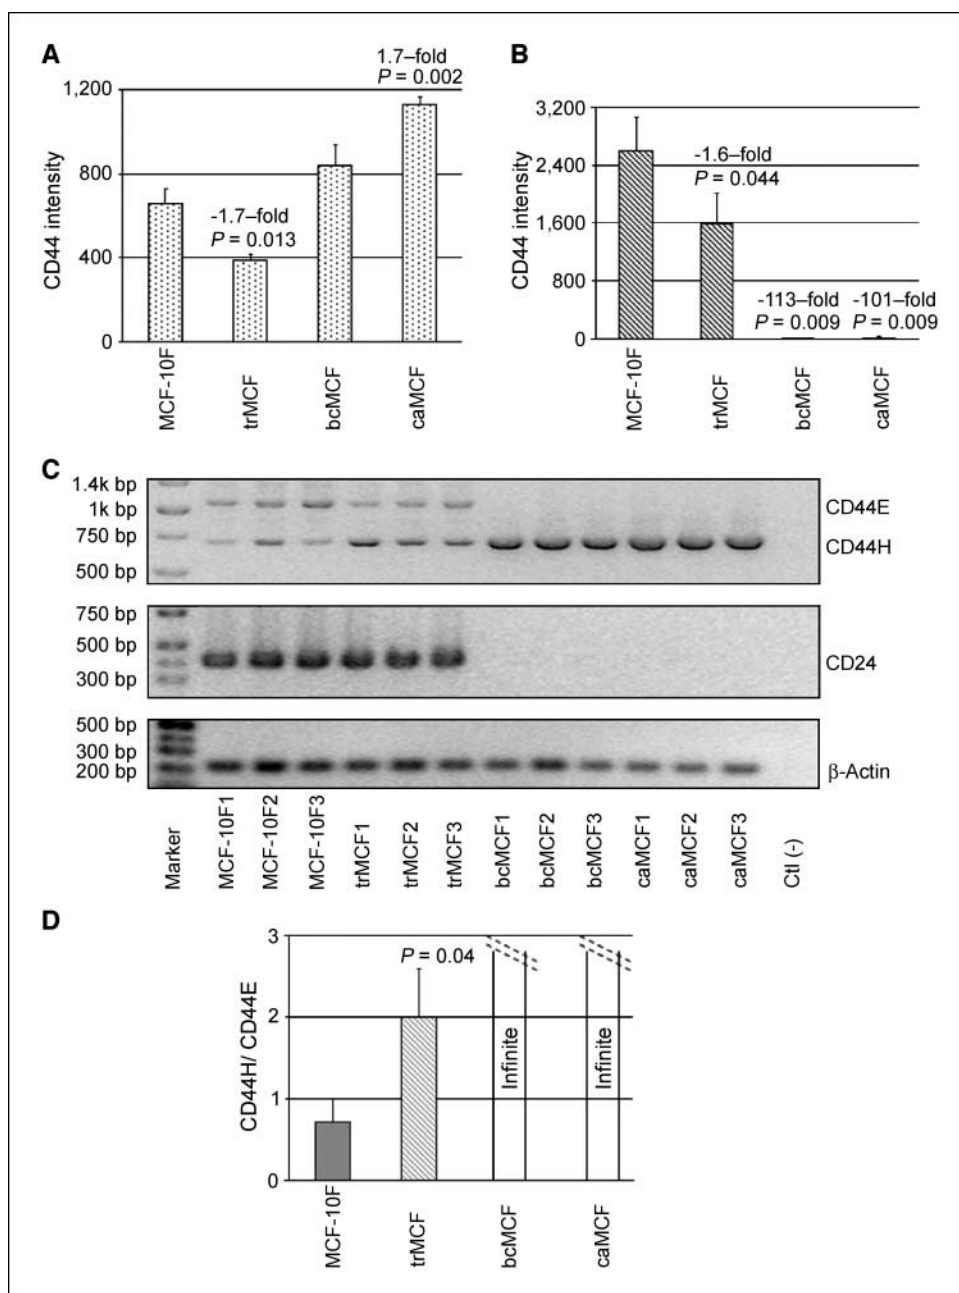 A
1.7–fold
P = 0.002
1,200
800
400
0
CD44 intensity
-1.7–fold
P = 0.013
MCF-10F
trMCF
bcMCF
caMCF
B
3,200
2,400
1,600
800
0
CD44 intensity
-1.6–fold
P = 0.044
-113–fold
P = 0.009
-101–fold
P = 0.009
MCF-10F
trMCF
bcMCF
caMCF
C
1.4k bp
1k bp
750 bp
500 bp
CD44E
CD44H
750 bp
500 bp
300 bp
CD24
500 bp
300 bp
200 bp
β-Actin
Marker
MCF-10F1
MCF-10F2
MCF-10F3
trMCF1
trMCF2
trMCF3
bcMCF1
bcMCF2
bcMCF3
caMCF1
caMCF2
caMCF3
Ctl (-)
D
3
2
1
0
CD44H/ CD44E
P = 0.04
Infinite
Infinite
MCF-10F
trMCF
bcMCF
caMCF